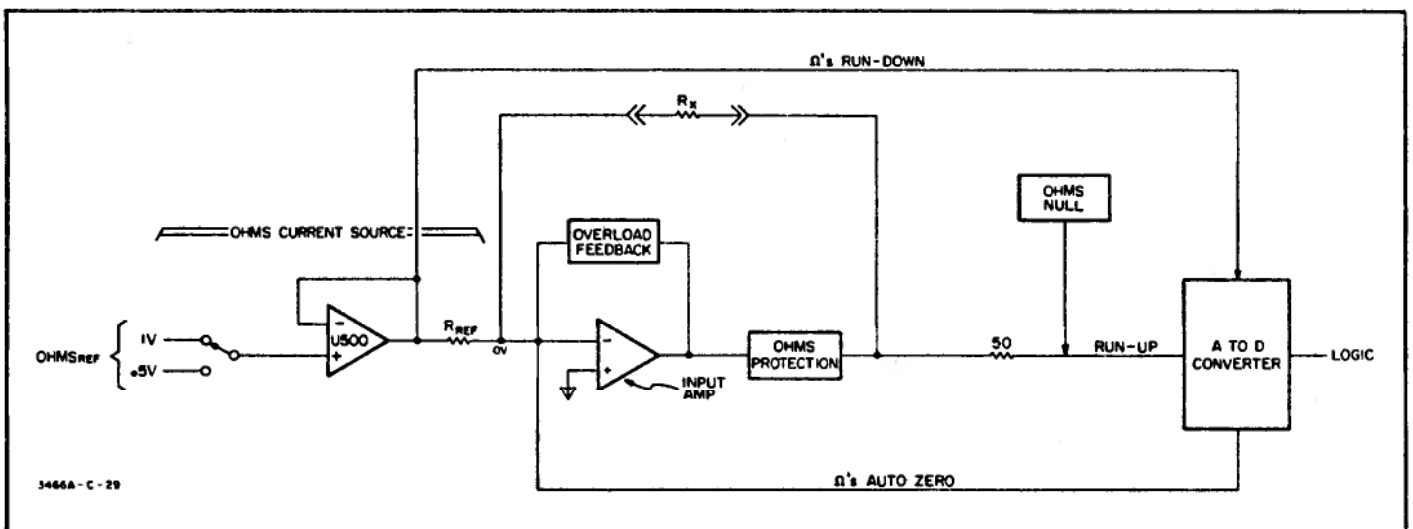 Ω's RUN-DOWN
Rx
OHMS
NULL
OHMS CURRENT SOURCE
OVERLOAD
FEEDBACK
1V
OHMSREF
.5V
-
U500
+
RREF
0V
-
+
INPUT
AMP
OHMS
PROTECTION
50
RUN-UP
A TO D
CONVERTER
LOGIC
Ω's AUTO ZERO
3466A-C-29